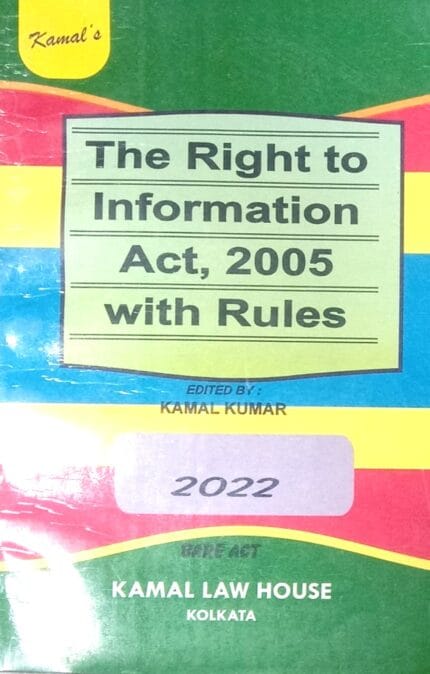 Kamal's
The Right to
Information
Act, 2005
with Rules
EDITED BY :
KAMAL KUMAR
2022
BARE ACT
KAMAL LAW HOUSE
KOLKATA